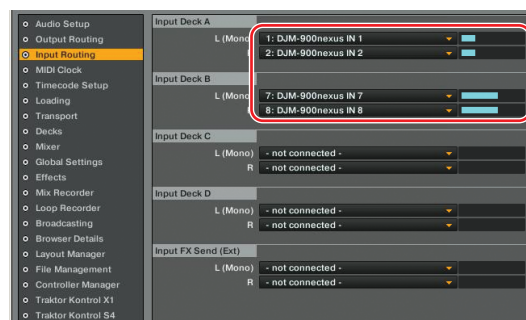 Audio Setup
Output Routing
Input Routing
MIDI Clock
Timecode Setup
Loading
Transport
Decks
Mixer
Global Settings
Effects
Mix Recorder
Loop Recorder
Broadcasting
Browser Details
Layout Manager
File Management
Controller Manager
Traktor Kontrol X1
Traktor Kontrol S4
Input Deck A
L (Mono) 1: DJM-900nexus IN 1
2: DJM-900nexus IN 2
Input Deck B
L (Mono) 7: DJM-900nexus IN 7
8: DJM-900nexus IN 8
Input Deck C
L (Mono) - not connected -
R - not connected -
Input Deck D
L (Mono) - not connected -
R - not connected -
Input FX Send (Ext)
L (Mono) - not connected -
R - not connected -